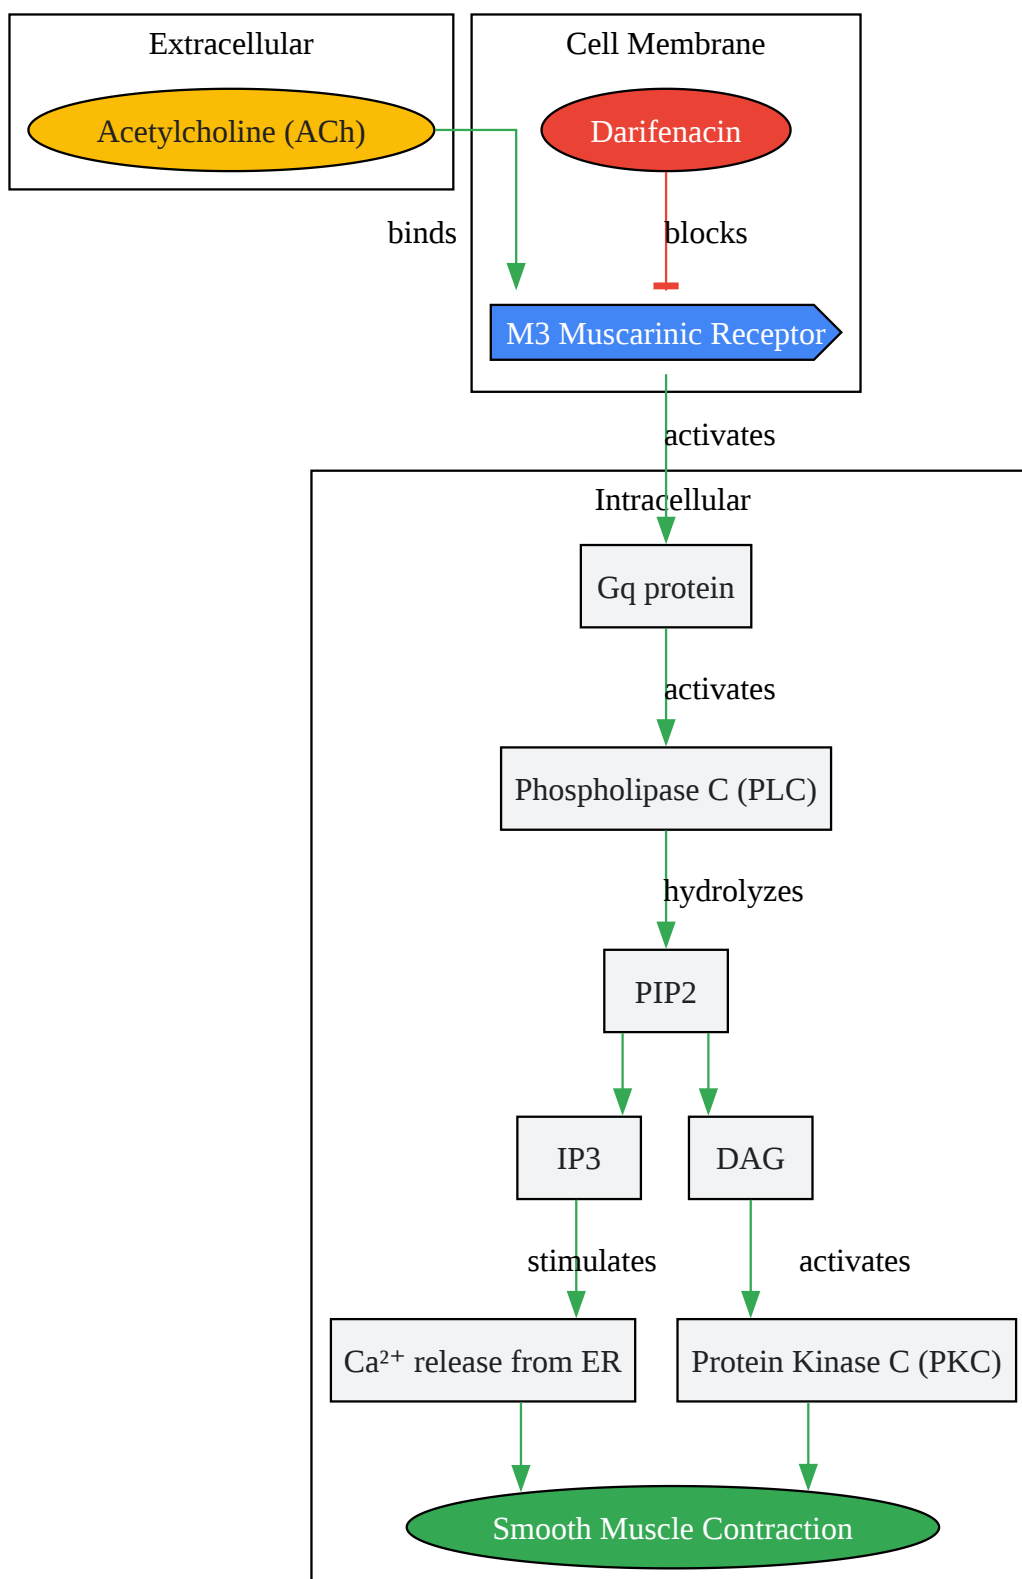 Extracellular
Cell Membrane
Acetylcholine (ACh)
Darifenacin
binds
blocks
M3 Muscarinic Receptor
activates
Intracellular
Gq protein
activates
Phospholipase C (PLC)
hydrolyzes
PIP2
IP3
DAG
stimulates
activates
Ca²⁺ release from ER
Protein Kinase C (PKC)
Smooth Muscle Contraction